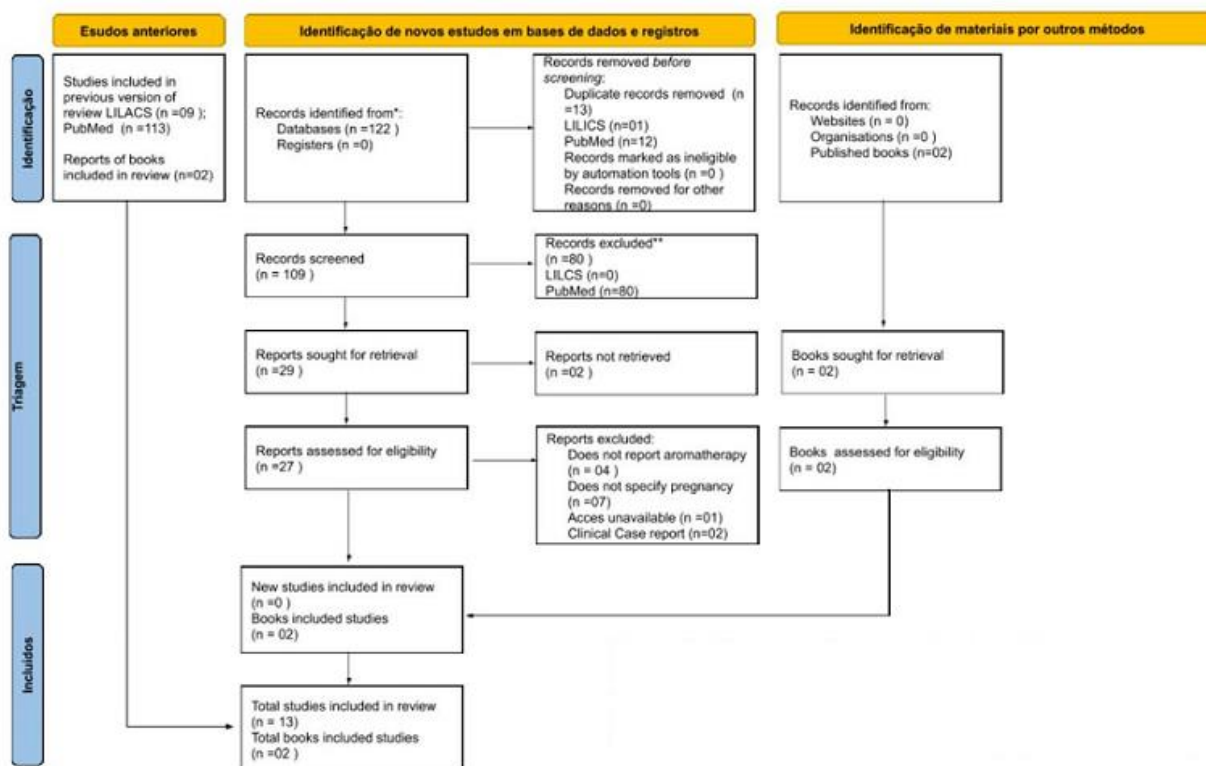 Esudos anteriores
Identificação de novos estudos em bases de dados e registros
Identificação de materiais por outros métodos
Identificação
Studies included in
previous version of
review LILACS (n =09 );
PubMed (n =113)
Reports of books
included in review (n=02)
Records identified from*:
Databases (n =122 )
Registers (n =0)
Records removed before
screening:
Duplicate records removed (n
=13)
LILICS (n=01)
PubMed (n=12)
Records marked as ineligible
by automation tools (n =0 )
Records removed for other
reasons (n =0)
Records identified from:
Websites (n = 0)
Organisations (n =0 )
Published books (n=02)
Triagem
Records screened
(n = 109 )
Records excluded**
(n =80 )
LILCS (n=0)
PubMed (n=80)
Reports sought for retrieval
(n =29 )
Reports not retrieved
(n =02 )
Books sought for retrieval
(n = 02)
Reports assessed for eligibility
(n =27 )
Reports excluded:
Does not report aromatherapy
(n = 04 )
Does not specify pregnancy
(n =07)
Acces unavailable (n =01)
Clinical Case report (n=02)
Books assessed for eligibility
(n = 02)
Incluídos
New studies included in review
(n =0 )
Books included studies
(n = 02)
Total studies included in review
(n = 13)
Total books included studies
(n =02 )